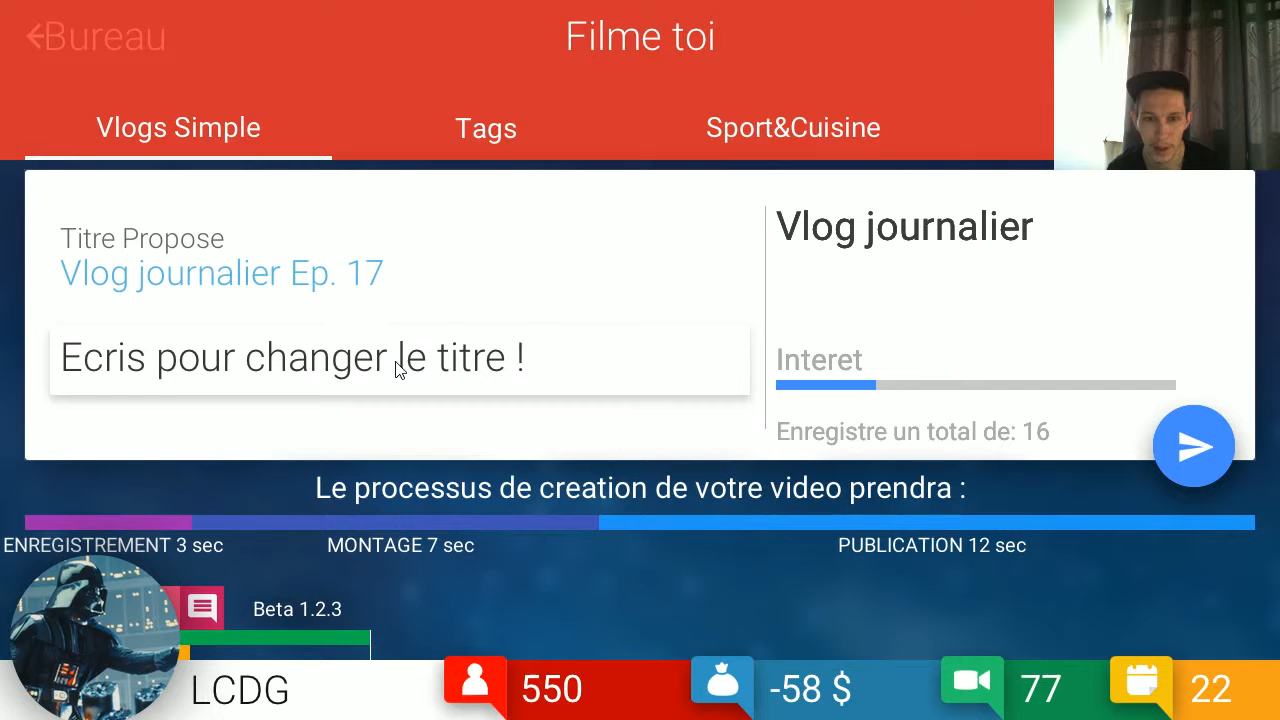 Bureau
Filme toi
Vlogs Simple
Tags
Sport&Cuisine
Titre Propose
Vlog journalier Ep. 17
Ecris pour changer le titre !
Vlog journalier
Interet
Enregistre un total de: 16
Le processus de creation de votre video prendra :
ENREGISTREMENT 3 sec
MONTAGE 7 sec
PUBLICATION 12 sec
Beta 1.2.3
LCDG
550
-58 $
77
22